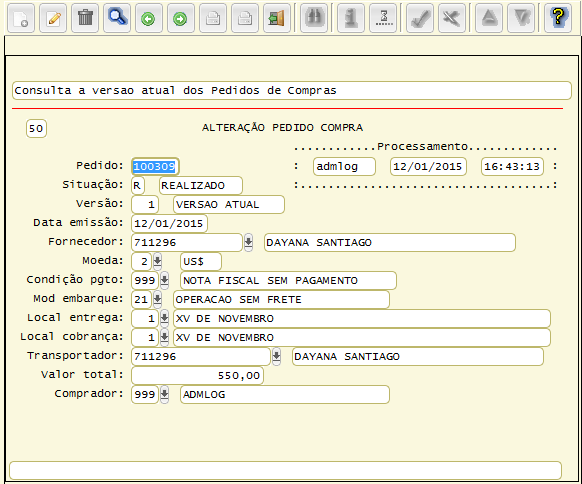 Consulta a versao atual dos Pedidos de Compras
50 ALTERAÇÃO PEDIDO COMPRA
............Processamento.............
Pedido: 100309 : admlog 12/01/2015 16:43:13 :
Situação: R REALIZADO :......................................:
Versão: 1 VERSAO ATUAL
Data emissão: 12/01/2015
Fornecedor: 711296 DAYANA SANTIAGO
Moeda: 2 US$
Condição pgto: 999 NOTA FISCAL SEM PAGAMENTO
Mod embarque: 21 OPERACAO SEM FRETE
Local entrega: 1 XV DE NOVEMBRO
Local cobrança: 1 XV DE NOVEMBRO
Transportador: 711296 DAYANA SANTIAGO
Valor total: 550,00
Comprador: 999 ADMLOG